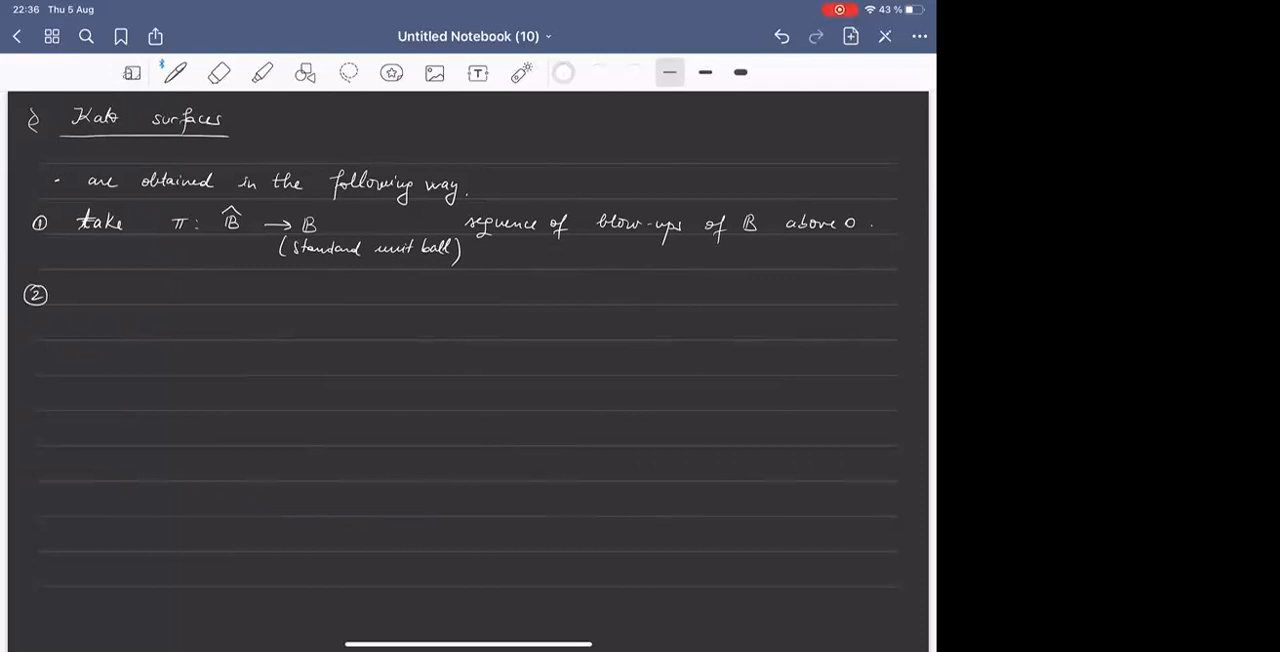 22:36 Thu 5 Aug
43 %
Untitled Notebook (10)
Kato surfaces
- are obtained in the following way.
① take π : B̂ → B sequence of blow-ups of B above 0.
(standard unit ball)
②